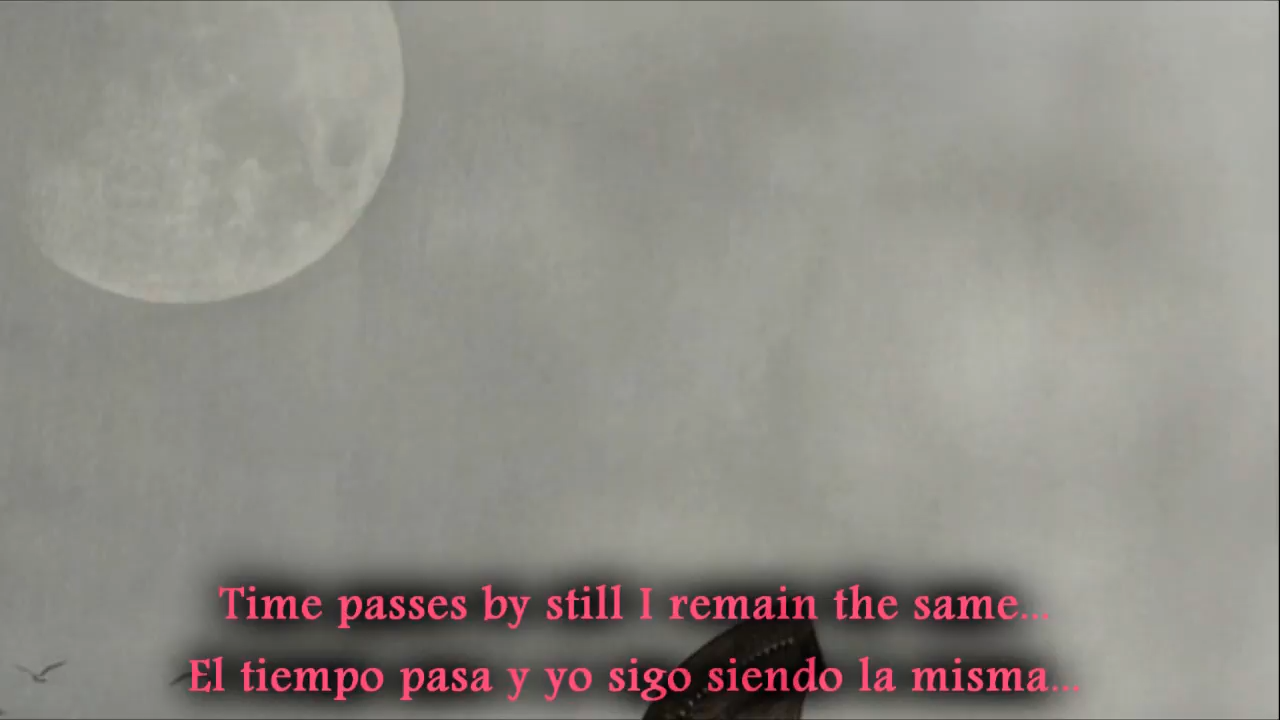 Time passes by still I remain the same...
El tiempo pasa y yo sigo siendo la misma...